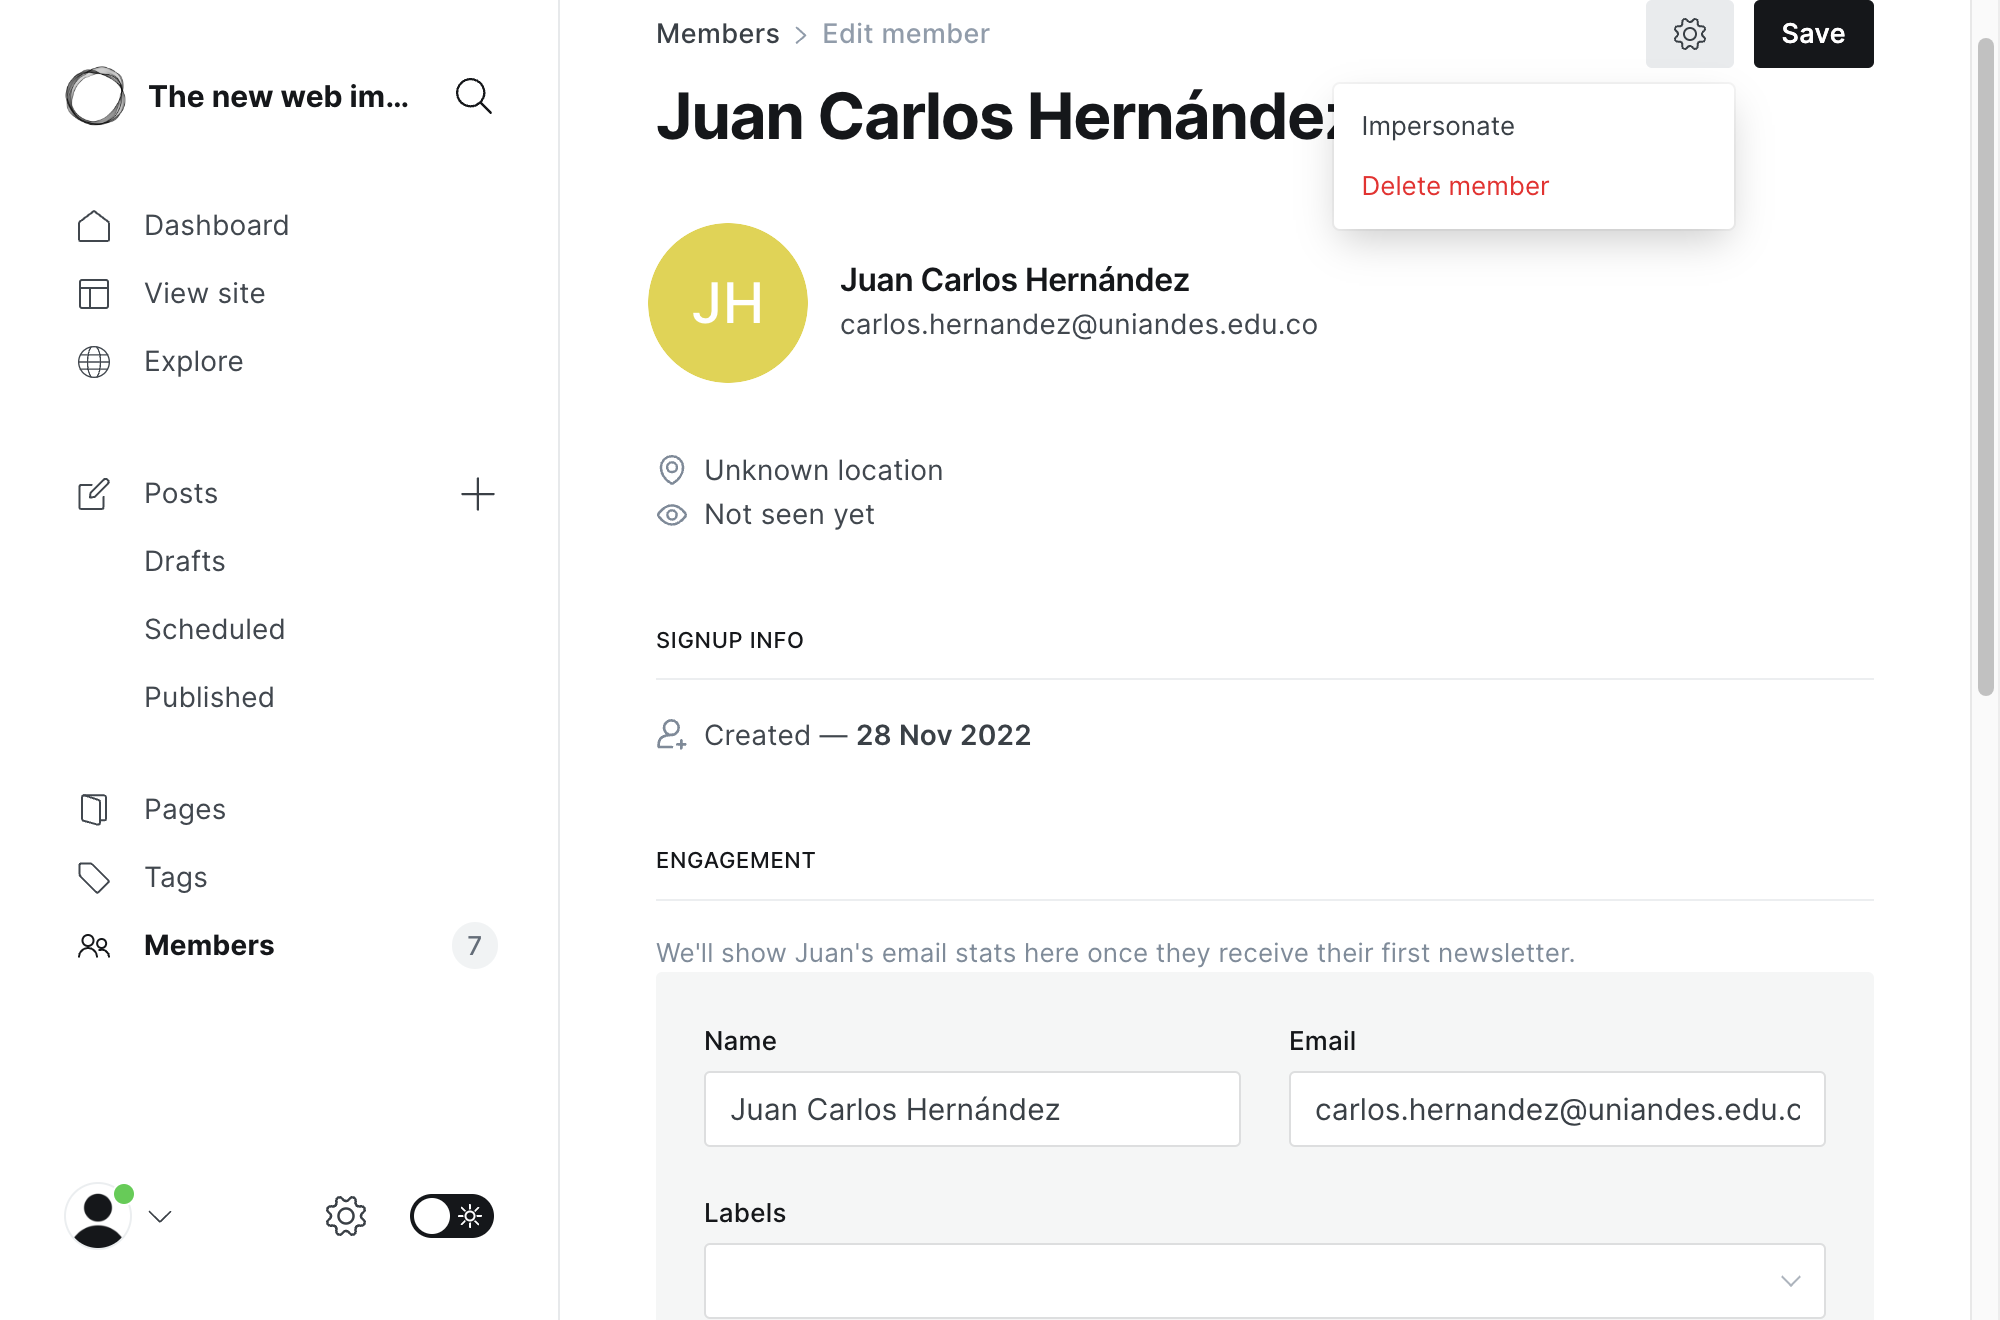 The new web im...
Dashboard
View site
Explore
Posts
Drafts
Scheduled
Published
Pages
Tags
Members 7
Members > Edit member
Save
Juan Carlos Hernández
Impersonate
Delete member
JH
Juan Carlos Hernández
carlos.hernandez@uniandes.edu.co
Unknown location
Not seen yet
SIGNUP INFO
Created — 28 Nov 2022
ENGAGEMENT
We'll show Juan's email stats here once they receive their first newsletter.
Name
Juan Carlos Hernández
Email
carlos.hernandez@uniandes.edu.c
Labels